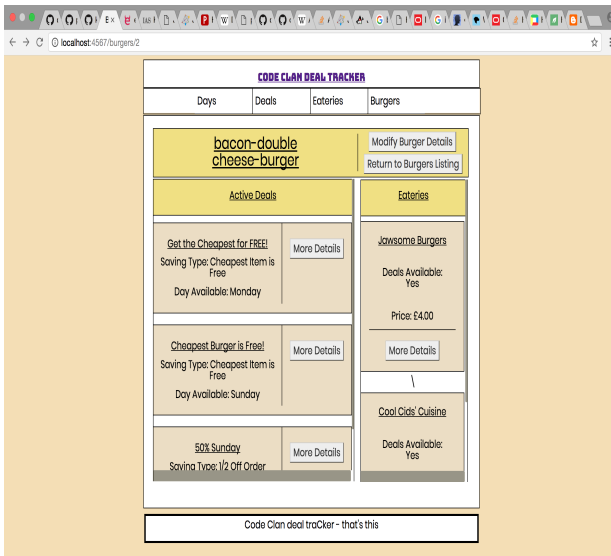 Ex
IAS
localhost:4567/burgers/2
CODE CLAN DEAL TRACKER
Days Deals Eateries Burgers
bacon-double
cheese-burger
Modify Burger Details
Return to Burgers Listing
Active Deals
Get the Cheapest for FREE!
Saving Type: Cheapest Item is
Free
Day Available: Monday
More Details
Cheapest Burger is Free!
Saving Type: Cheapest Item is
Free
Day Available: Sunday
More Details
50% Sunday
Saving Type: 1/2 Off Order
More Details
Eateries
Jawsome Burgers
Deals Available:
Yes
Price: £4.00
More Details
\
Cool Cids' Cuisine
Deals Available:
Yes
Code Clan deal traCker - that's this